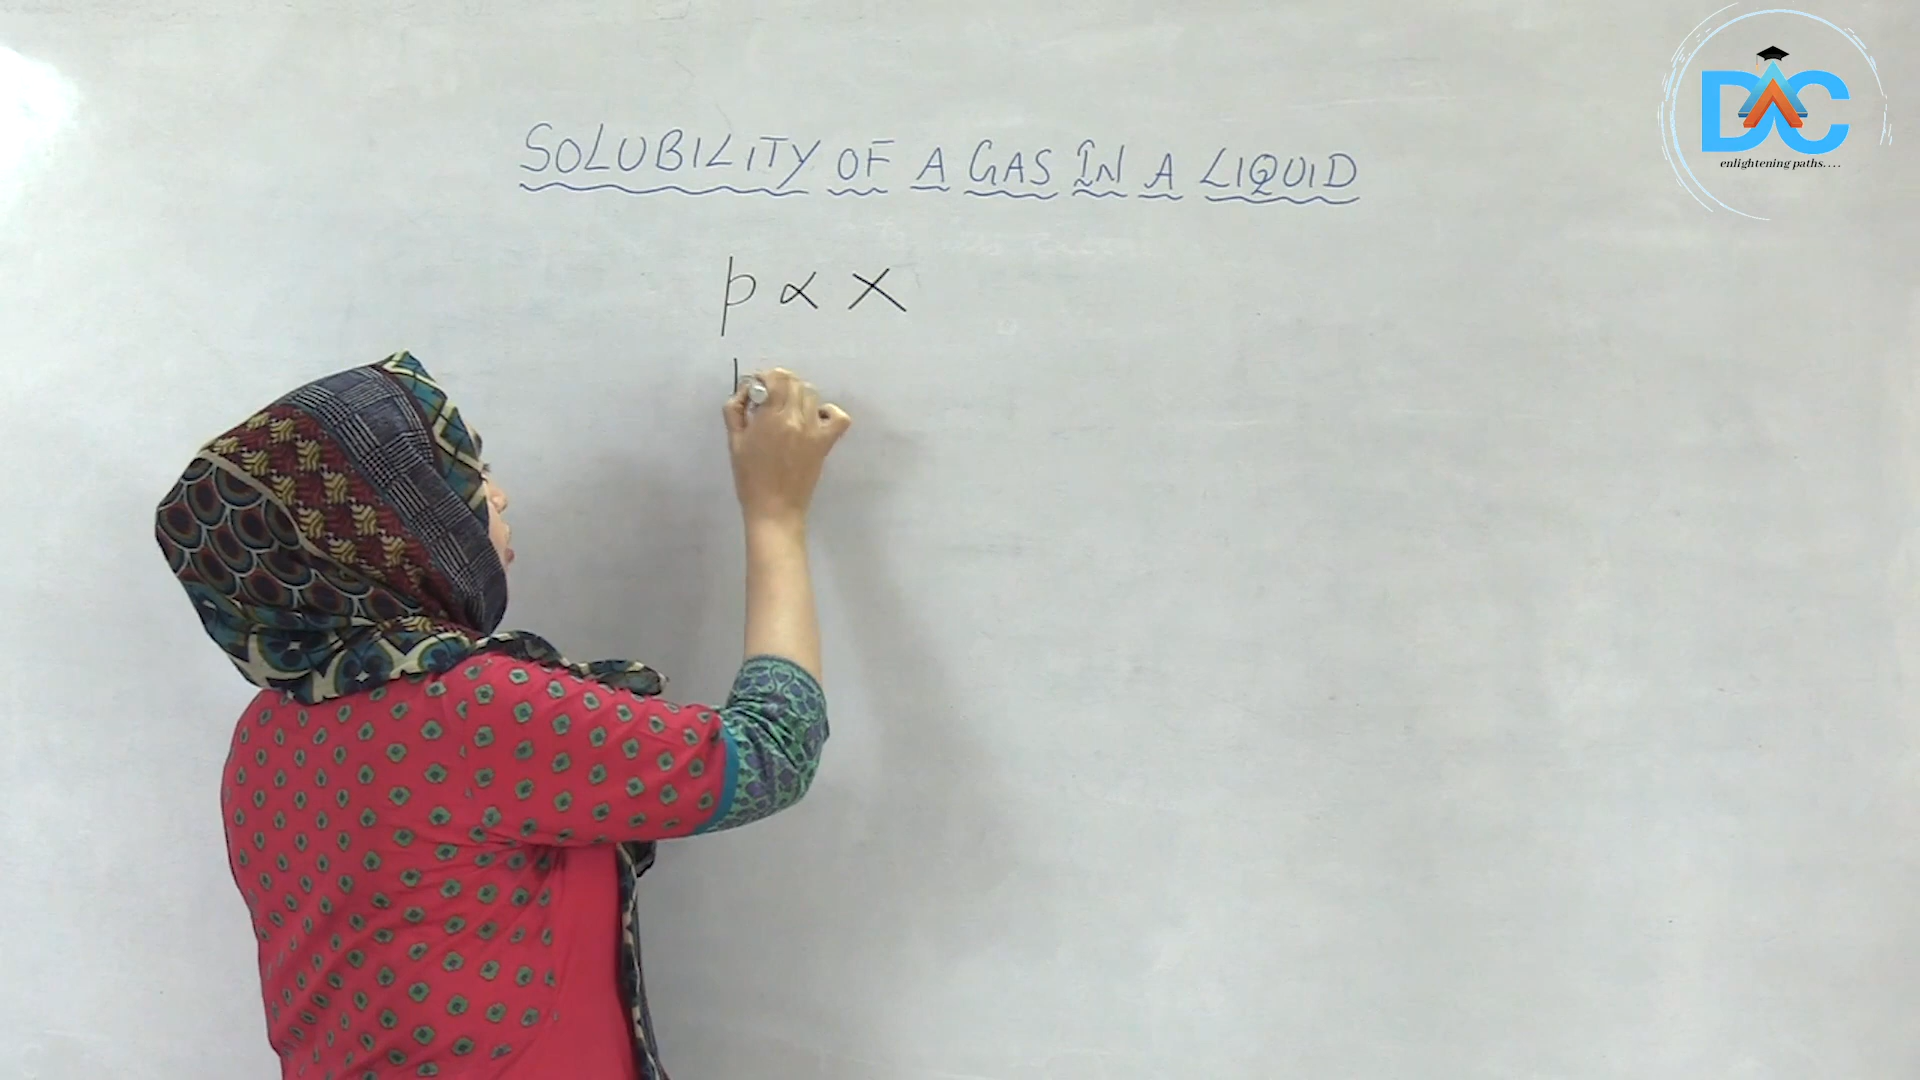 SOLUBILITY OF A GAS IN A LIQUID
p ∝ x
DAC
enlightening paths....